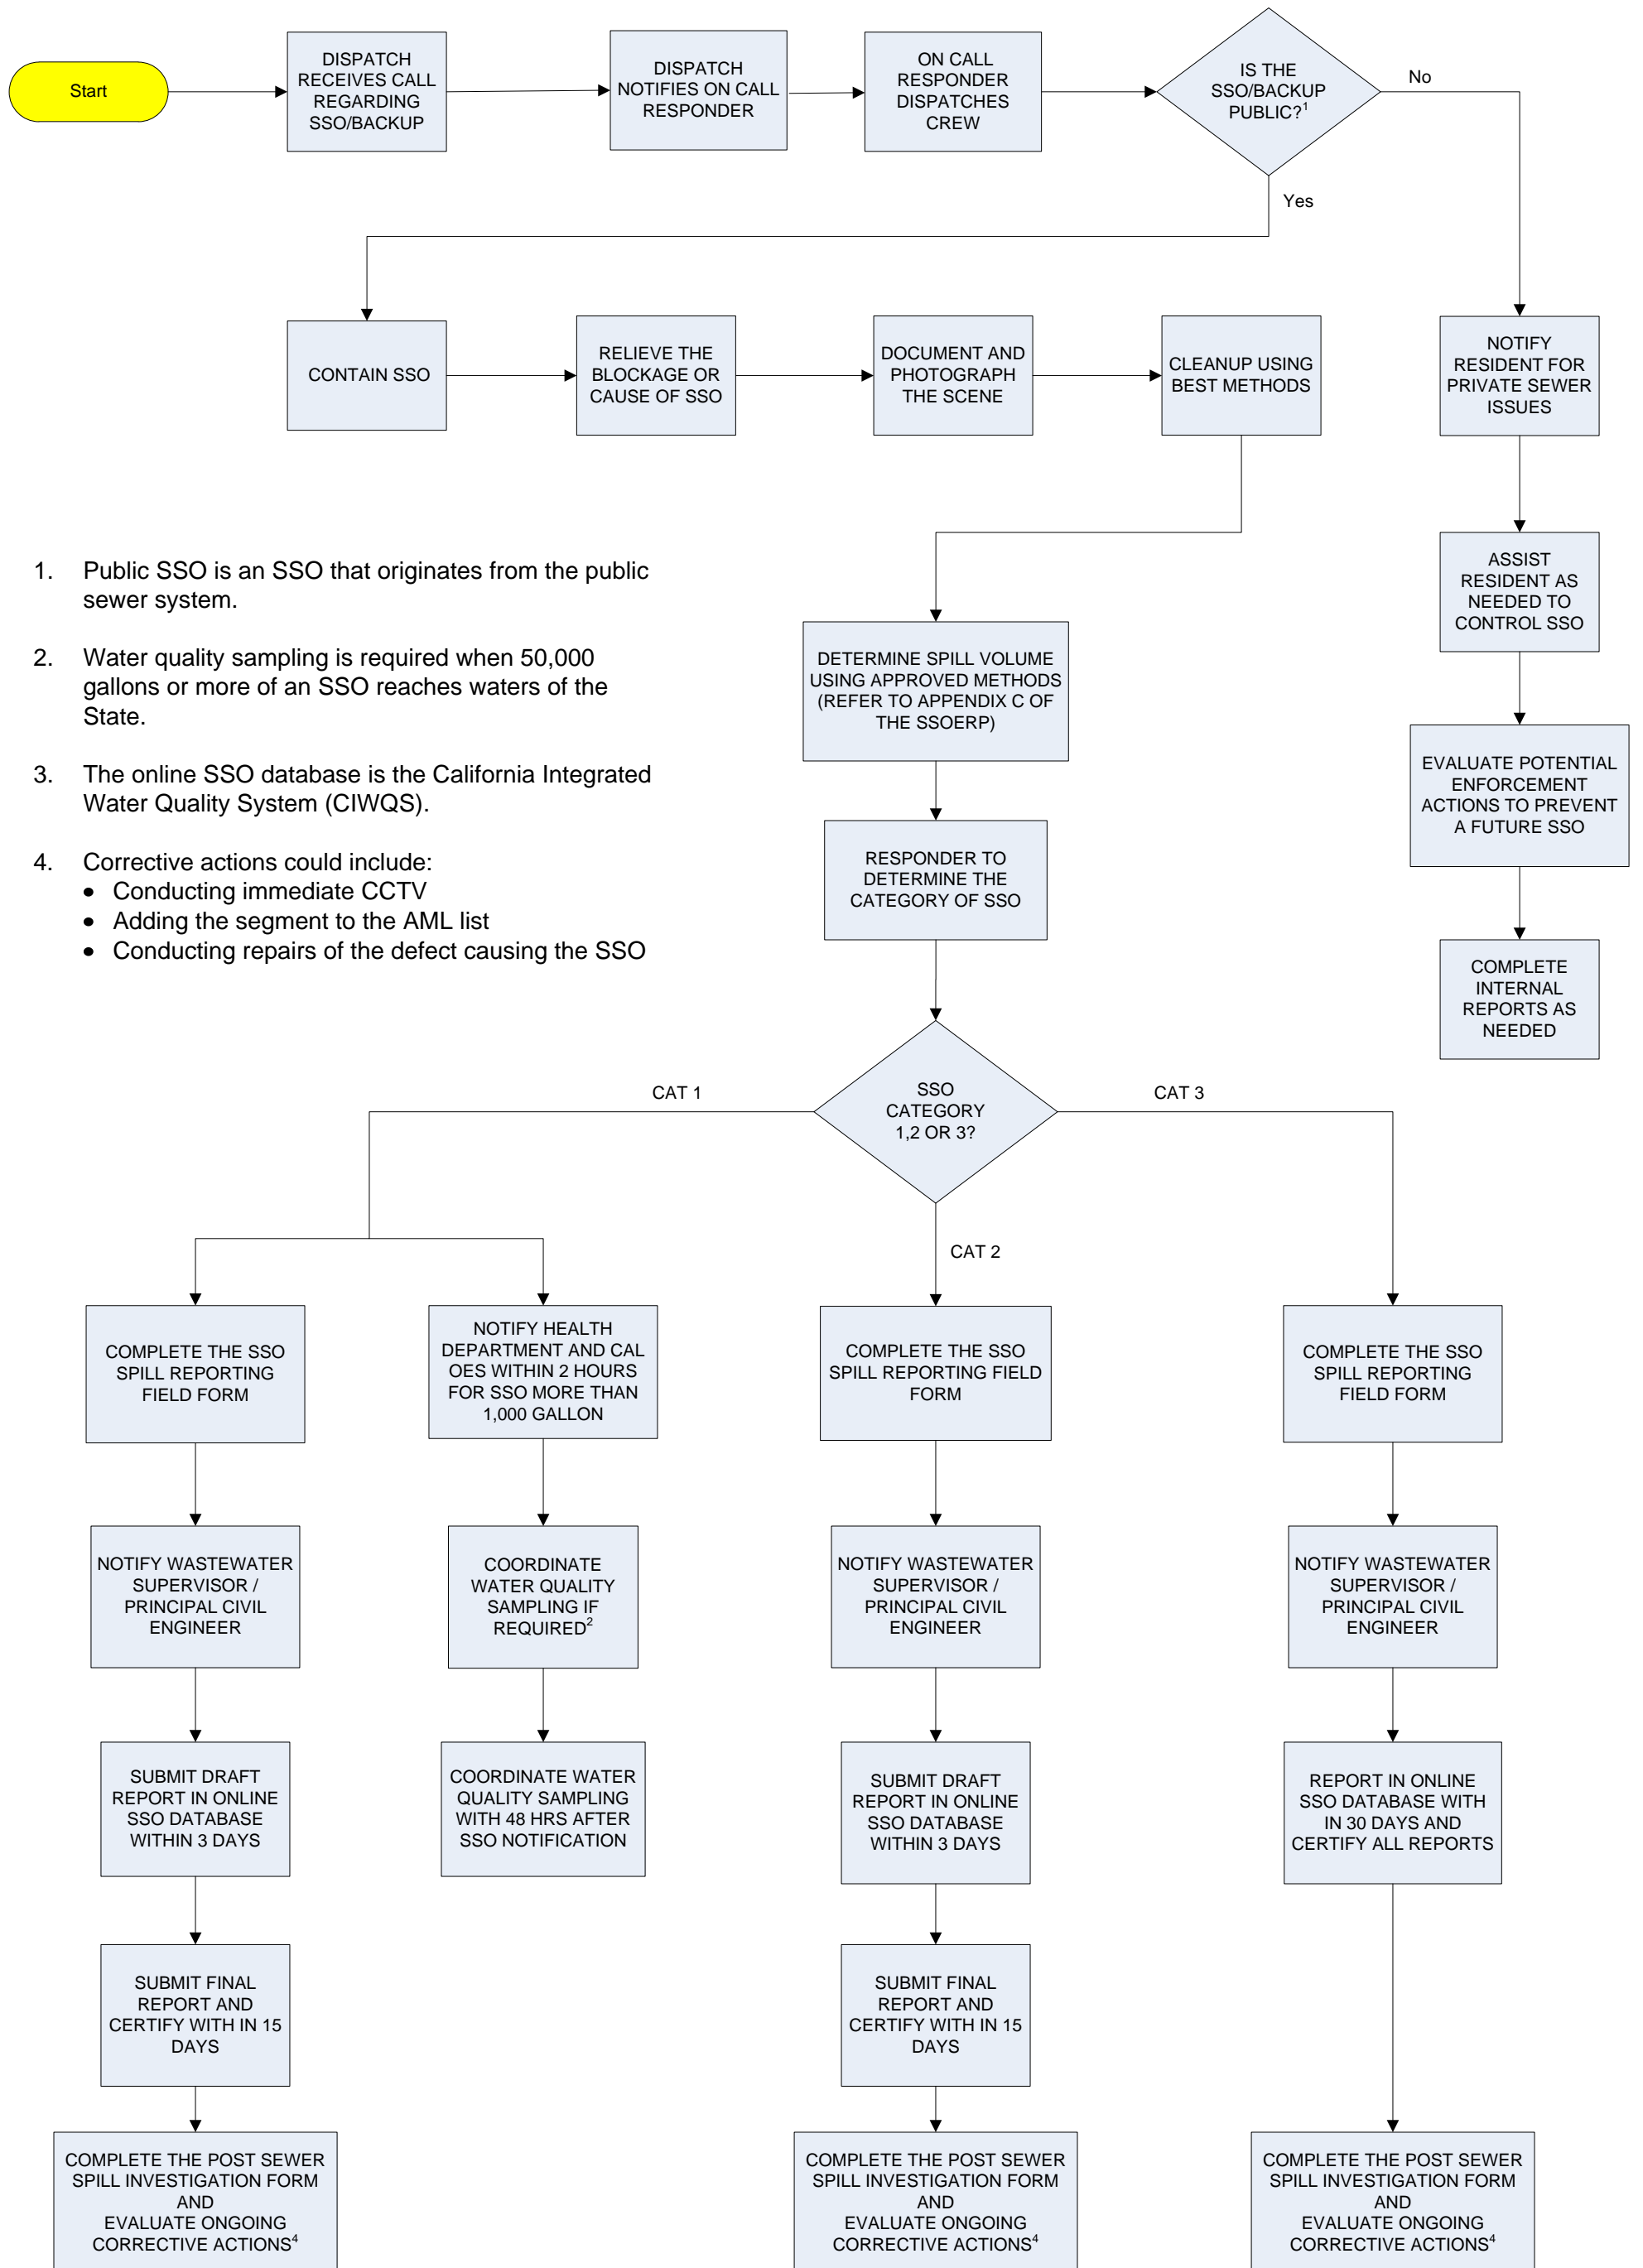 Start
DISPATCH
RECEIVES CALL
REGARDING
SSO/BACKUP
DISPATCH
NOTIFIES ON CALL
RESPONDER
ON CALL
RESPONDER
DISPATCHES
CREW
IS THE
SSO/BACKUP
PUBLIC?1
No
Yes
CONTAIN SSO
RELIEVE THE
BLOCKAGE OR
CAUSE OF SSO
DOCUMENT AND
PHOTOGRAPH
THE SCENE
CLEANUP USING
BEST METHODS
NOTIFY
RESIDENT FOR
PRIVATE SEWER
ISSUES
ASSIST
RESIDENT AS
NEEDED TO
CONTROL SSO
EVALUATE POTENTIAL
ENFORCEMENT
ACTIONS TO PREVENT
A FUTURE SSO
COMPLETE
INTERNAL
REPORTS AS
NEEDED
1. Public SSO is an SSO that originates from the public
sewer system.
2. Water quality sampling is required when 50,000
gallons or more of an SSO reaches waters of the
State.
3. The online SSO database is the California Integrated
Water Quality System (CIWQS).
4. Corrective actions could include:
• Conducting immediate CCTV
• Adding the segment to the AML list
• Conducting repairs of the defect causing the SSO
DETERMINE SPILL VOLUME
USING APPROVED METHODS
(REFER TO APPENDIX C OF
THE SSOERP)
RESPONDER TO
DETERMINE THE
CATEGORY OF SSO
SSO
CATEGORY
1,2 OR 3?
CAT 1
CAT 3
CAT 2
COMPLETE THE SSO
SPILL REPORTING
FIELD FORM
NOTIFY WASTEWATER
SUPERVISOR /
PRINCIPAL CIVIL
ENGINEER
SUBMIT DRAFT
REPORT IN ONLINE
SSO DATABASE
WITHIN 3 DAYS
SUBMIT FINAL
REPORT AND
CERTIFY WITH IN 15
DAYS
COMPLETE THE POST SEWER
SPILL INVESTIGATION FORM
AND
EVALUATE ONGOING
CORRECTIVE ACTIONS4
NOTIFY HEALTH
DEPARTMENT AND CAL
OES WITHIN 2 HOURS
FOR SSO MORE THAN
1,000 GALLON
COORDINATE
WATER QUALITY
SAMPLING IF
REQUIRED2
COORDINATE WATER
QUALITY SAMPLING
WITH 48 HRS AFTER
SSO NOTIFICATION
COMPLETE THE SSO
SPILL REPORTING FIELD
FORM
NOTIFY WASTEWATER
SUPERVISOR /
PRINCIPAL CIVIL
ENGINEER
SUBMIT DRAFT
REPORT IN ONLINE
SSO DATABASE
WITHIN 3 DAYS
SUBMIT FINAL
REPORT AND
CERTIFY WITH IN 15
DAYS
COMPLETE THE POST SEWER
SPILL INVESTIGATION FORM
AND
EVALUATE ONGOING
CORRECTIVE ACTIONS4
COMPLETE THE SSO
SPILL REPORTING
FIELD FORM
NOTIFY WASTEWATER
SUPERVISOR /
PRINCIPAL CIVIL
ENGINEER
REPORT IN ONLINE
SSO DATABASE WITH
IN 30 DAYS AND
CERTIFY ALL REPORTS
COMPLETE THE POST SEWER
SPILL INVESTIGATION FORM
AND
EVALUATE ONGOING
CORRECTIVE ACTIONS4